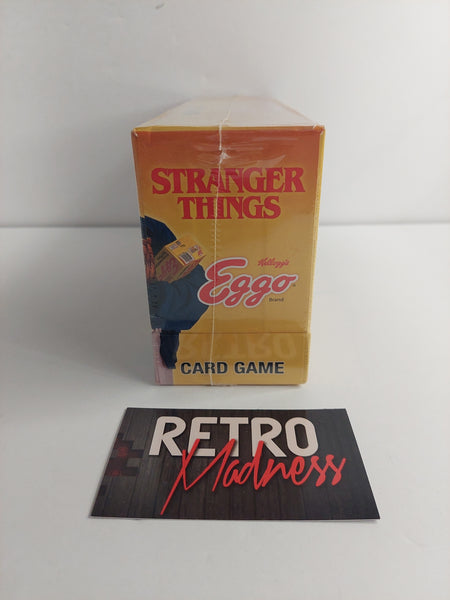 STRANGER
THINGS
Kellogg's
Eggo®
Brand
CARD GAME
RETRO
Madness